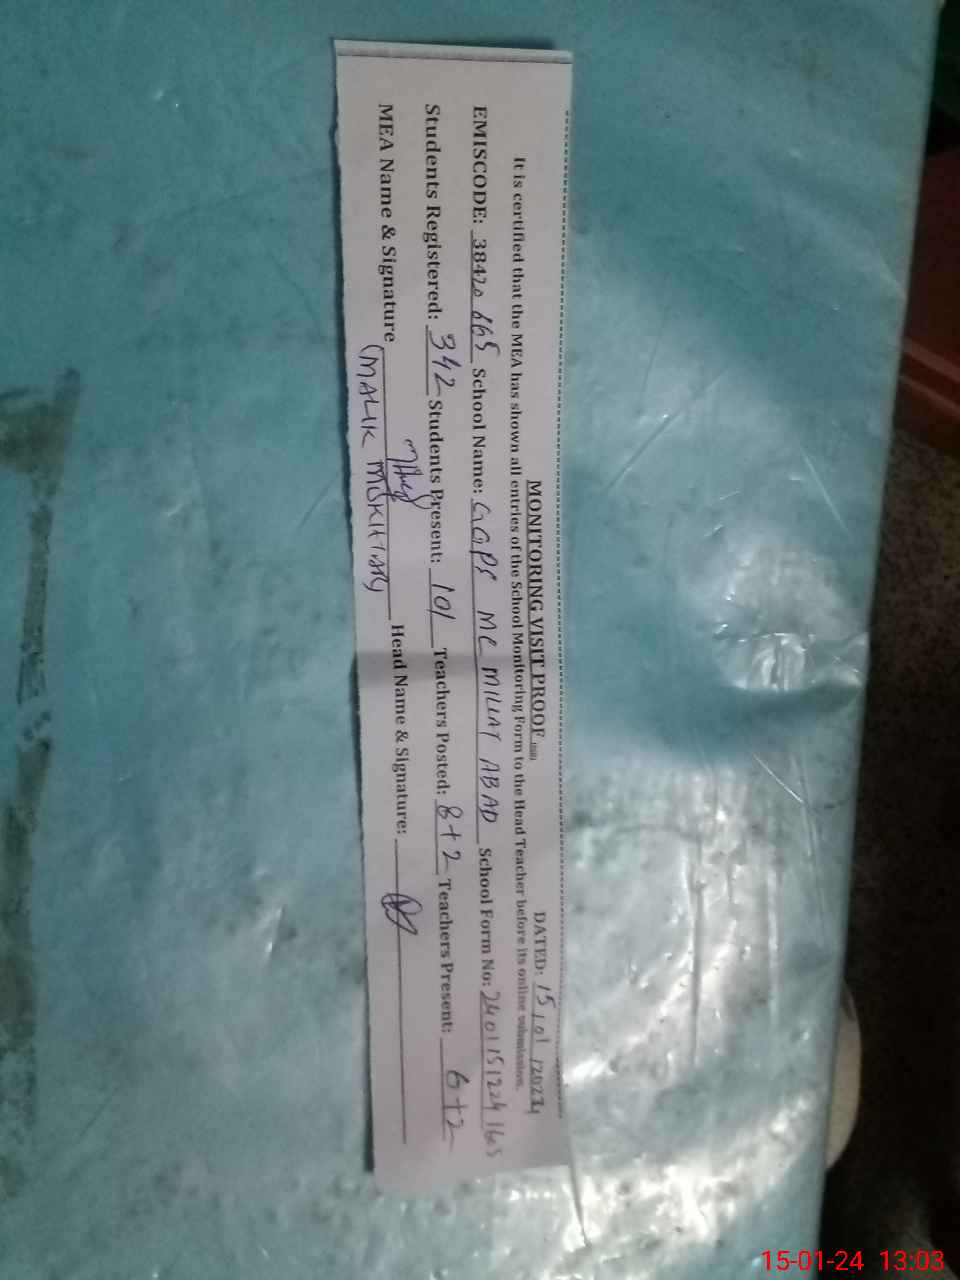 MONITORING VISIT PROOF DATED: 15/01/2024
It is certified that the MEA has shown all entries of the School Monitoring Form to the Head Teacher before its online submission.
EMISCODE: 38420665 School Name: GGPS MC MILLAT ABAD School Form No: 24011512241605
Students Registered: 342 Students Present: 101 Teachers Posted: 8+2 Teachers Present: 6+2
MEA Name & Signature Head Name & Signature:
(MALIK MUKHTAR)
15-01-24 13:03